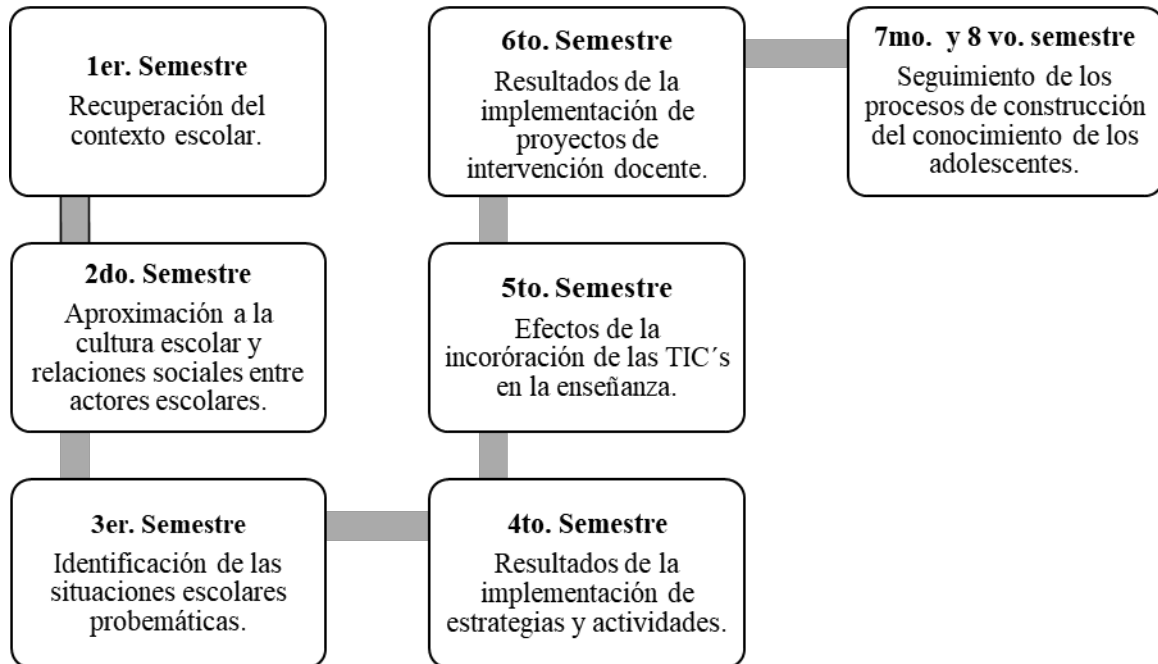 1er. Semestre
Recuperación del
contexto escolar.
2do. Semestre
Aproximación a la
cultura escolar y
relaciones sociales entre
actores escolares.
3er. Semestre
Identificación de las
situaciones escolares
probemáticas.
4to. Semestre
Resultados de la
implementación de
estrategias y actividades.
5to. Semestre
Efectos de la
incoróración de las TIC´s
en la enseñanza.
6to. Semestre
Resultados de la
implementación de
proyectos de
intervención docente.
7mo. y 8 vo. semestre
Seguimiento de los
procesos de construcción
del conocimiento de los
adolescentes.